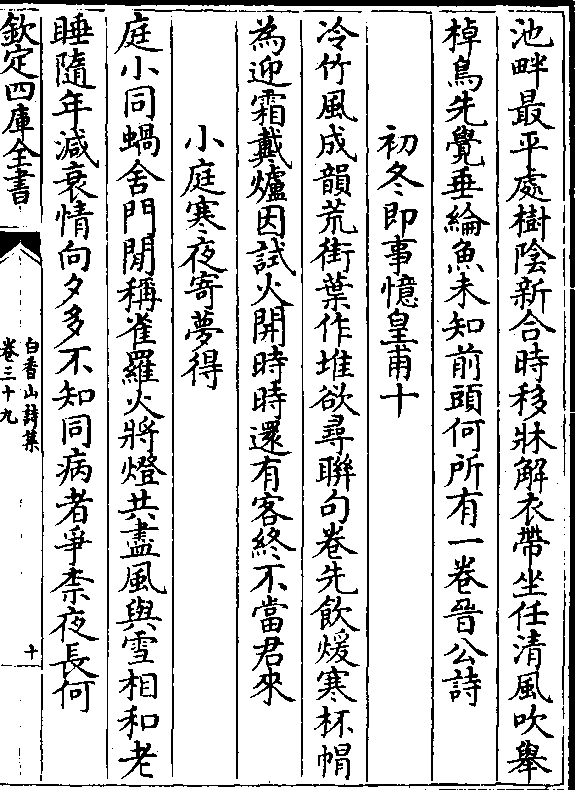 池畔最平處樹陰新合時移牀解衣帶坐任清風吹舉
棹鳥先覺垂綸魚未知前頭何所有一卷晉公詩
初冬即事憶皇甫十
冷竹風成韻荒街葉作堆欲尋聯句卷先飲煖寒杯帽
為迎霜戴爐因試火開時時還有客終不當君來
小庭寒夜寄夢得
庭小同蝸舍門閒稱雀羅火將燈共盡風與雪相和老
睡隨年減衰情向夕多不知同病者爭柰夜長何
欽定四庫全書
白香山詩集
卷三十九
十